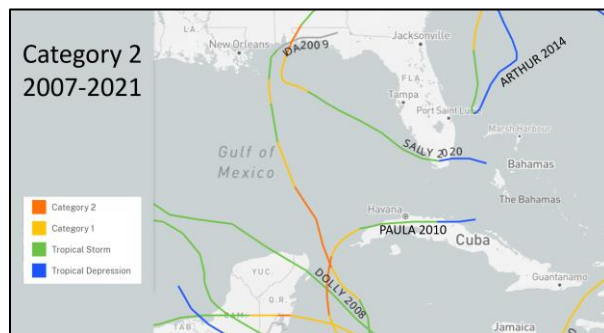 Category 2
2007-2021
LA.
New Orleans
IDA 2009
Jacksonville
ARTHUR 2014
FLA.
Tampa
Port Saint Lucie
Marsh Harbour
Gulf of
Mexico
SALLY 2020
Bahamas
The Bahamas
Category 2
Category 1
Tropical Storm
Tropical Depression
Havana
PAULA 2010
Cuba
DOLLY 2008
Guantanamo
YUC.
Q.R.
CAM.
TAB.
Jamaica